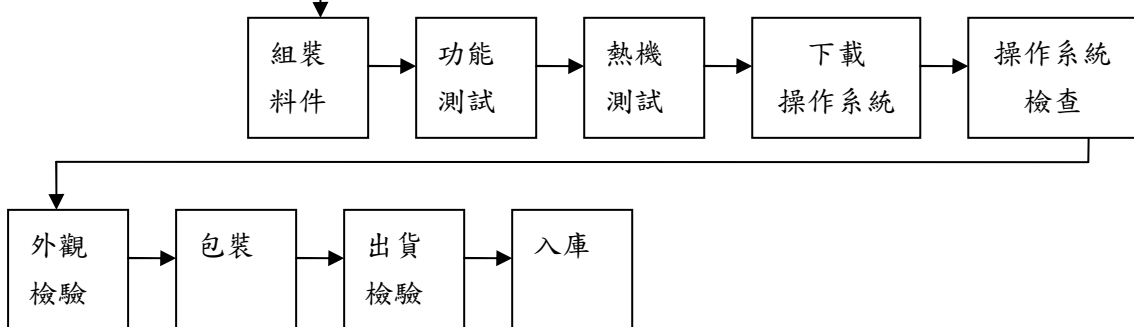 組裝
料件
功能
測試
熱機
測試
下載
操作系統
操作系統
檢查
外觀
檢驗
包裝
出貨
檢驗
入庫